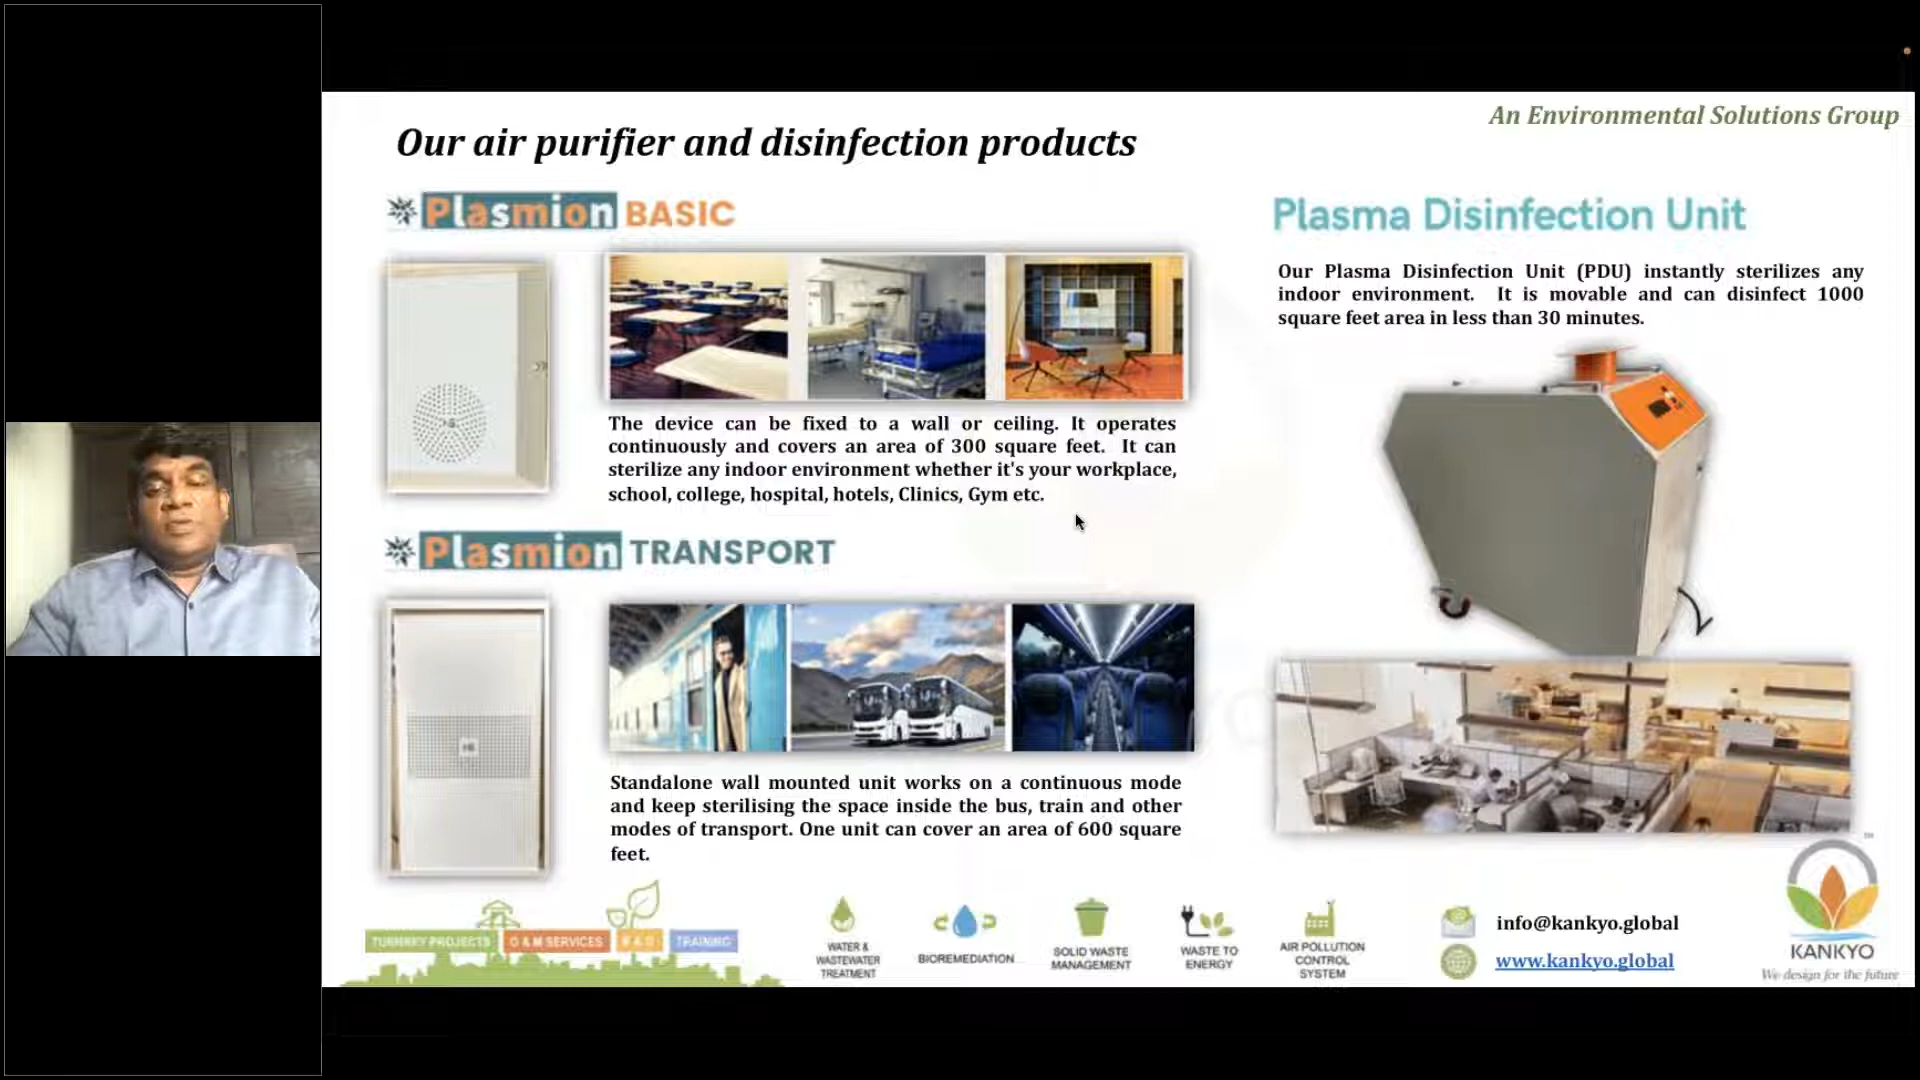 An Environmental Solutions Group
Our air purifier and disinfection products
Plasmion BASIC
The device can be fixed to a wall or ceiling. It operates
continuously and covers an area of 300 square feet. It can
sterilize any indoor environment whether it's your workplace,
school, college, hospital, hotels, Clinics, Gym etc.
Plasmion TRANSPORT
Standalone wall mounted unit works on a continuous mode
and keep sterilising the space inside the bus, train and other
modes of transport. One unit can cover an area of 600 square
feet.
Plasma Disinfection Unit
Our Plasma Disinfection Unit (PDU) instantly sterilizes any
indoor environment. It is movable and can disinfect 1000
square feet area in less than 30 minutes.
TURNKEY PROJECTS
O & M SERVICES
R & D
TRAINING
WATER &
WASTEWATER
TREATMENT
BIOREMEDIATION
SOLID WASTE
MANAGEMENT
WASTE TO
ENERGY
AIR POLLUTION
CONTROL
SYSTEM
info@kankyo.global
www.kankyo.global
TM
KANKYO
We design for the future